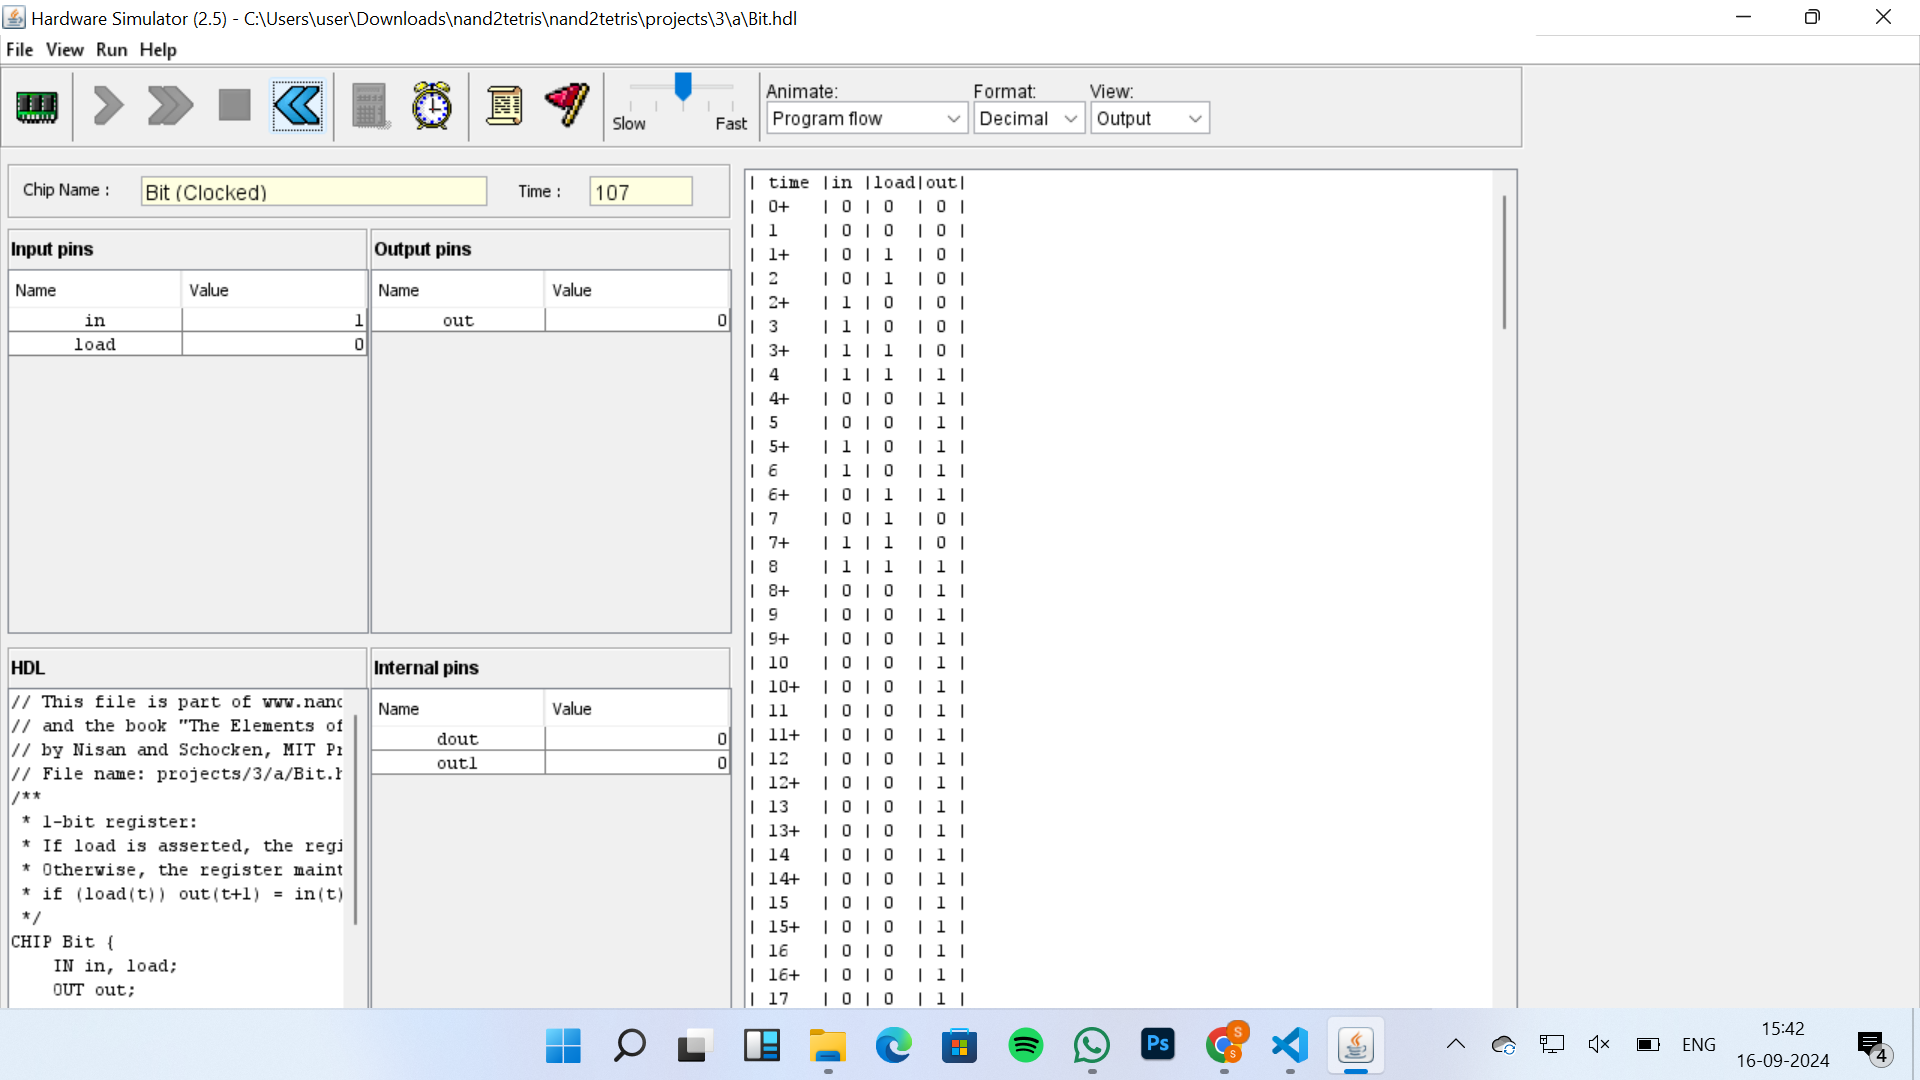 Hardware Simulator (2.5) - C:\Users\user\Downloads\nand2tetris\nand2tetris\projects\3\a\Bit.hdl
File View Run Help
Animate: Format: View:
Slow Fast Program flow Decimal Output
Chip Name : Bit (Clocked) Time : 107
Input pins
Name Value
in 1
load 0
Output pins
Name Value
out 0
HDL
// This file is part of www.nand
// and the book "The Elements of
// by Nisan and Schocken, MIT Pr
// File name: projects/3/a/Bit.h
/**
* 1-bit register:
* If load is asserted, the regi
* Otherwise, the register maint
* if (load(t)) out(t+1) = in(t)
*/
CHIP Bit {
IN in, load;
OUT out;
Internal pins
Name Value
dout 0
out1 0
| time |in |load|out|
| 0+ | 0 | 0 | 0 |
| 1 | 0 | 0 | 0 |
| 1+ | 0 | 1 | 0 |
| 2 | 0 | 1 | 0 |
| 2+ | 1 | 0 | 0 |
| 3 | 1 | 0 | 0 |
| 3+ | 1 | 1 | 0 |
| 4 | 1 | 1 | 1 |
| 4+ | 0 | 0 | 1 |
| 5 | 0 | 0 | 1 |
| 5+ | 1 | 0 | 1 |
| 6 | 1 | 0 | 1 |
| 6+ | 0 | 1 | 1 |
| 7 | 0 | 1 | 0 |
| 7+ | 1 | 1 | 0 |
| 8 | 1 | 1 | 1 |
| 8+ | 0 | 0 | 1 |
| 9 | 0 | 0 | 1 |
| 9+ | 0 | 0 | 1 |
| 10 | 0 | 0 | 1 |
| 10+ | 0 | 0 | 1 |
| 11 | 0 | 0 | 1 |
| 11+ | 0 | 0 | 1 |
| 12 | 0 | 0 | 1 |
| 12+ | 0 | 0 | 1 |
| 13 | 0 | 0 | 1 |
| 13+ | 0 | 0 | 1 |
| 14 | 0 | 0 | 1 |
| 14+ | 0 | 0 | 1 |
| 15 | 0 | 0 | 1 |
| 15+ | 0 | 0 | 1 |
| 16 | 0 | 0 | 1 |
| 16+ | 0 | 0 | 1 |
| 17 | 0 | 0 | 1 |
Ps
S
S
ENG
15:42
16-09-2024
4